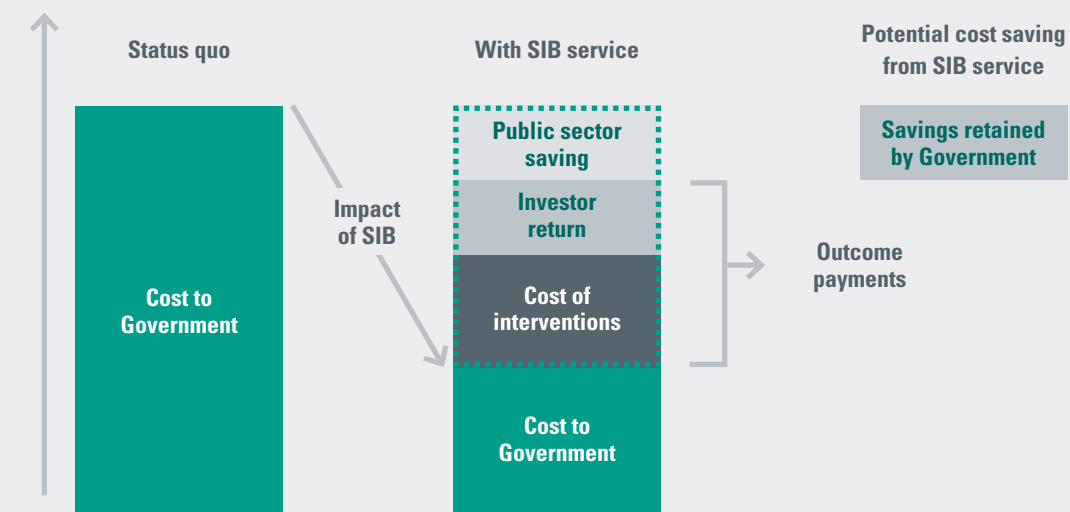 Status quo
With SIB service
Potential cost saving
from SIB service
Public sector
saving
Savings retained
by Government
Investor
return
Impact
of SIB
Outcome
payments
Cost to
Government
Cost of
interventions
Cost to
Government